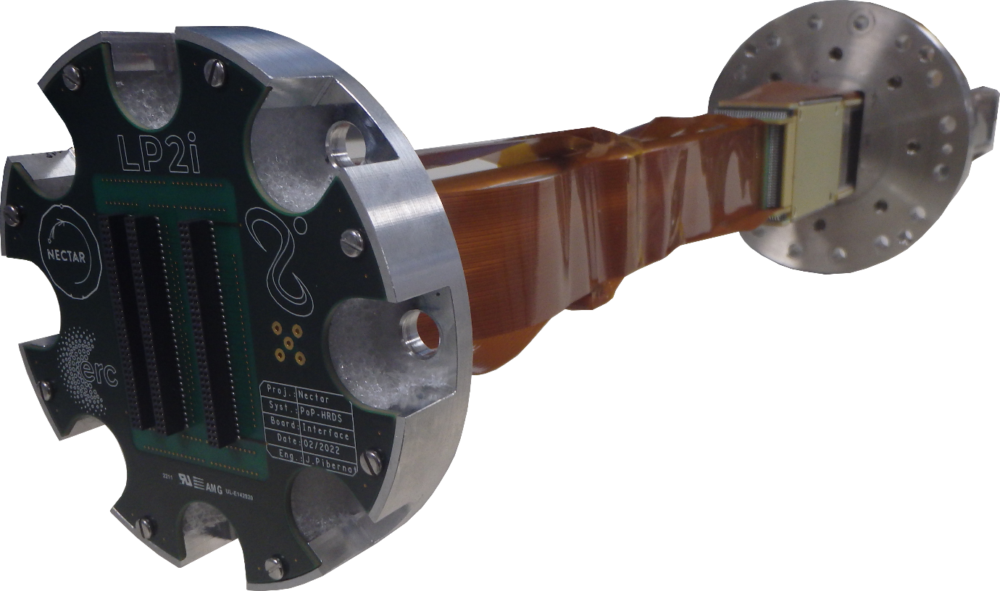 LP2i
NECTAR
erc
Proj.: Nectar
Syst.: PoP-HRDS
Board: Interface
Date: 02/2022
Eng.: J.Pibernat
2211 AMG UL-E142920